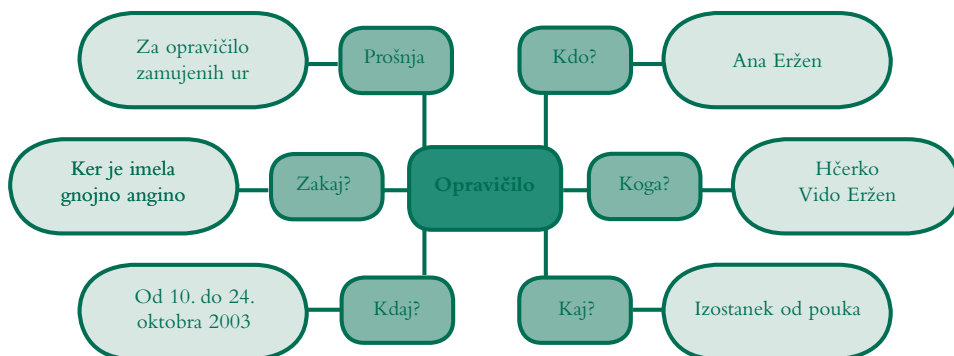 Za opravičilo
zamujenih ur
Prošnja
Kdo?
Ana Eržen
Ker je imela
gnojno angino
Zakaj?
Opravičilo
Koga?
Hčerko
Vido Eržen
Od 10. do 24.
oktobra 2003
Kdaj?
Kaj?
Izostanek od pouka